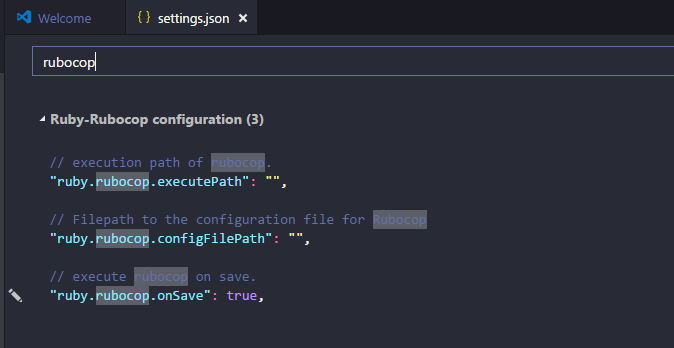 Welcome
{ } settings.json ×
rubocop
Ruby-Rubocop configuration (3)
// execution path of rubocop.
"ruby.rubocop.executePath": "",
// Filepath to the configuration file for Rubocop
"ruby.rubocop.configFilePath": "",
// execute rubocop on save.
"ruby.rubocop.onSave": true,